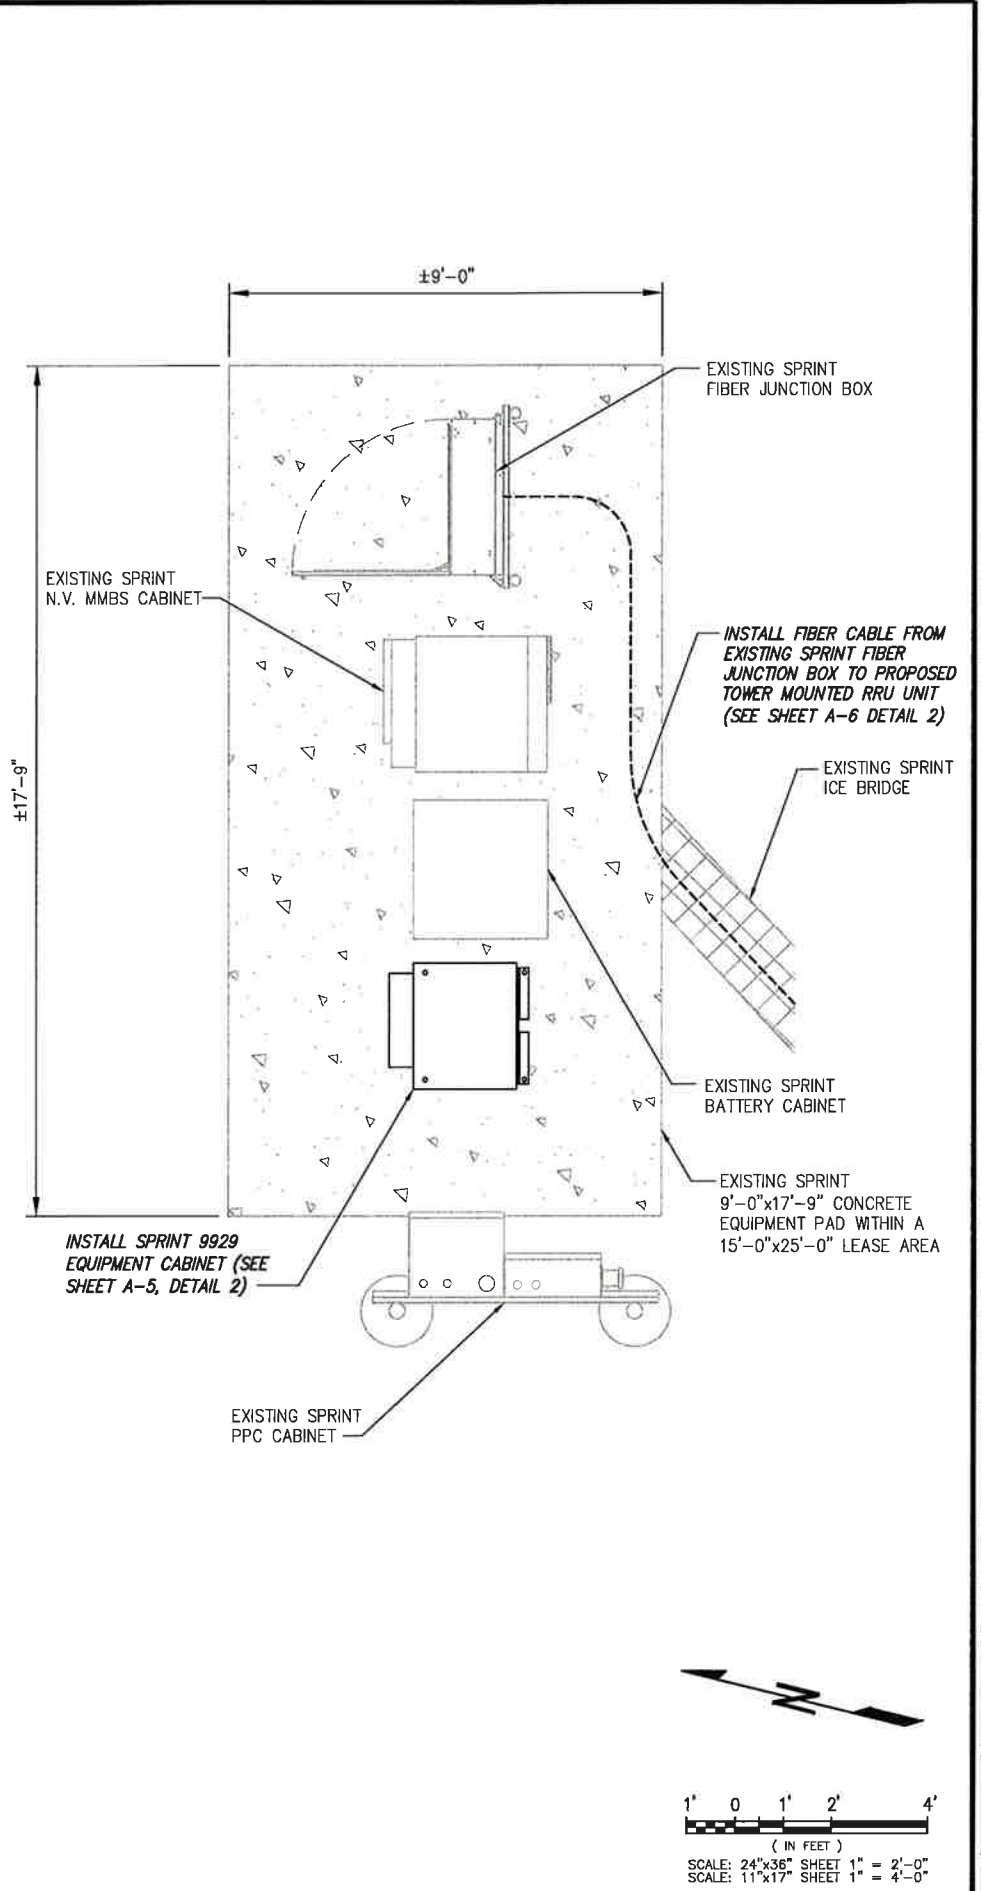 ±9'-0"
EXISTING SPRINT
FIBER JUNCTION BOX
EXISTING SPRINT
N.V. MMBS CABINET
INSTALL FIBER CABLE FROM
EXISTING SPRINT FIBER
JUNCTION BOX TO PROPOSED
TOWER MOUNTED RRU UNIT
(SEE SHEET A-6 DETAIL 2)
±17'-9"
EXISTING SPRINT
ICE BRIDGE
EXISTING SPRINT
BATTERY CABINET
EXISTING SPRINT
9'-0"x17'-9" CONCRETE
EQUIPMENT PAD WITHIN A
15'-0"x25'-0" LEASE AREA
INSTALL SPRINT 9929
EQUIPMENT CABINET (SEE
SHEET A-5, DETAIL 2)
EXISTING SPRINT
PPC CABINET
N
1' 0 1' 2' 4'
( IN FEET )
SCALE: 24"x36" SHEET 1" = 2'-0"
SCALE: 11"x17" SHEET 1" = 4'-0"